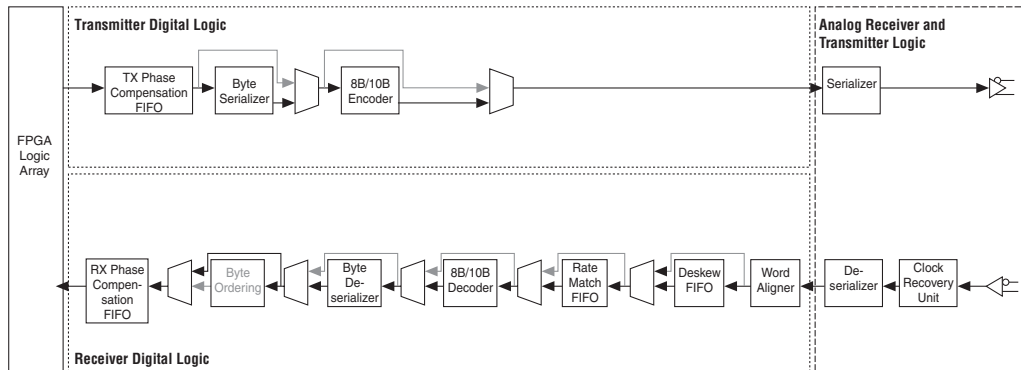 Transmitter Digital Logic
Analog Receiver and
Transmitter Logic
TX Phase
Compensation
FIFO
Byte
Serializer
8B/10B
Encoder
Serializer
FPGA
Logic
Array
RX Phase
Compen-
sation
FIFO
Byte
Ordering
Byte
De-
serializer
8B/10B
Decoder
Rate
Match
FIFO
Deskew
FIFO
Word
Aligner
De-
serializer
Clock
Recovery
Unit
Receiver Digital Logic